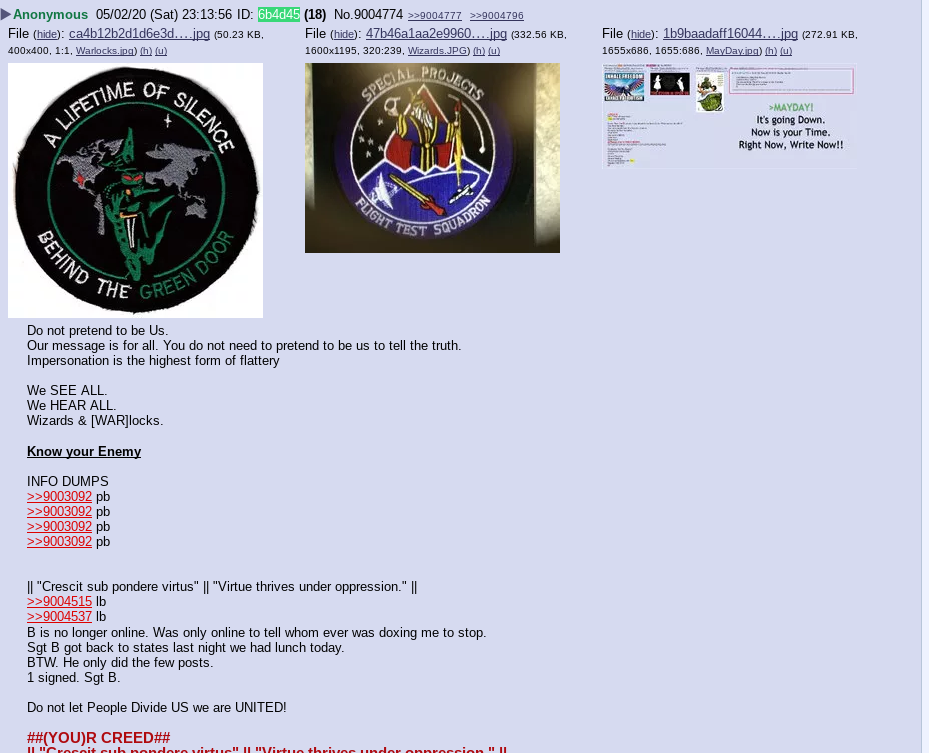 ▶Anonymous 05/02/20 (Sat) 23:13:56 ID: 6b4d45 (18) No.9004774 >>9004777 >>9004796
File (hide): ca4b12b2d1d6e3d….jpg (50.23 KB, 400x400, 1:1, Warlocks.jpg) (h) (u)
File (hide): 47b46a1aa2e9960….jpg (332.56 KB, 1600x1195, 320:239, Wizards.JPG) (h) (u)
File (hide): 1b9baadaff16044….jpg (272.91 KB, 1655x686, 1655:686, MayDay.jpg) (h) (u)
A LIFETIME OF SILENCE
BEHIND THE GREEN DOOR
SPECIAL PROJECTS
FLIGHT TEST SQUADRON
INHALE FREEDOM
>MAYDAY!
It's going Down.
Now is your Time.
Right Now, Write Now!!
Do not pretend to be Us.
Our message is for all. You do not need to pretend to be us to tell the truth.
Impersonation is the highest form of flattery
We SEE ALL.
We HEAR ALL.
Wizards & [WAR]locks.
Know your Enemy
INFO DUMPS
>>9003092 pb
>>9003092 pb
>>9003092 pb
>>9003092 pb
|| "Crescit sub pondere virtus" || "Virtue thrives under oppression." ||
>>9004515 lb
>>9004537 lb
B is no longer online. Was only online to tell whom ever was doxing me to stop.
Sgt B got back to states last night we had lunch today.
BTW. He only did the few posts.
1 signed. Sgt B.
Do not let People Divide US we are UNITED!
##(YOU)R CREED##
|| "Crescit sub pondere virtus" || "Virtue thrives under oppression." ||